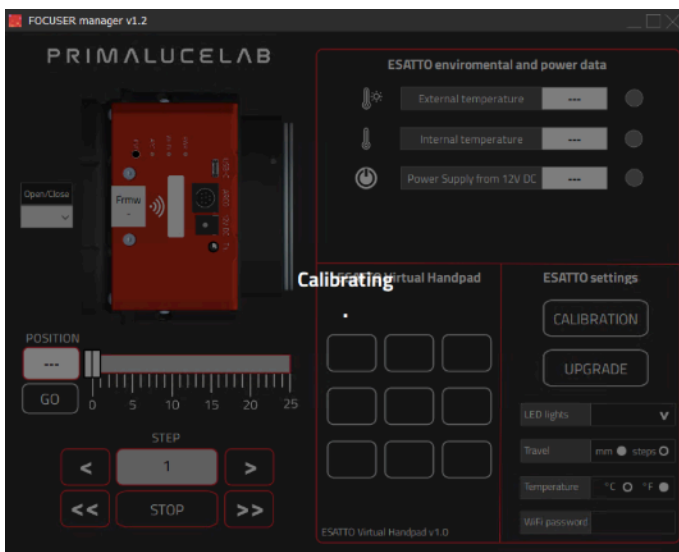 FOCUSER manager v1.2
PRIMALUCELAB
ESATTO enviromental and power data
External temperature
---
Internal temperature
---
Power Supply from 12V DC
---
Open/Close
Frmw
-
Calibrating
.
ESATTO Virtual Handpad
ESATTO settings
CALIBRATION
UPGRADE
POSITION
---
GO
0 5 10 15 20 25
STEP
< 1 >
<< STOP >>
LED lights
Travel mm steps
Temperature °C °F
WiFi password
ESATTO Virtual Handpad v1.0